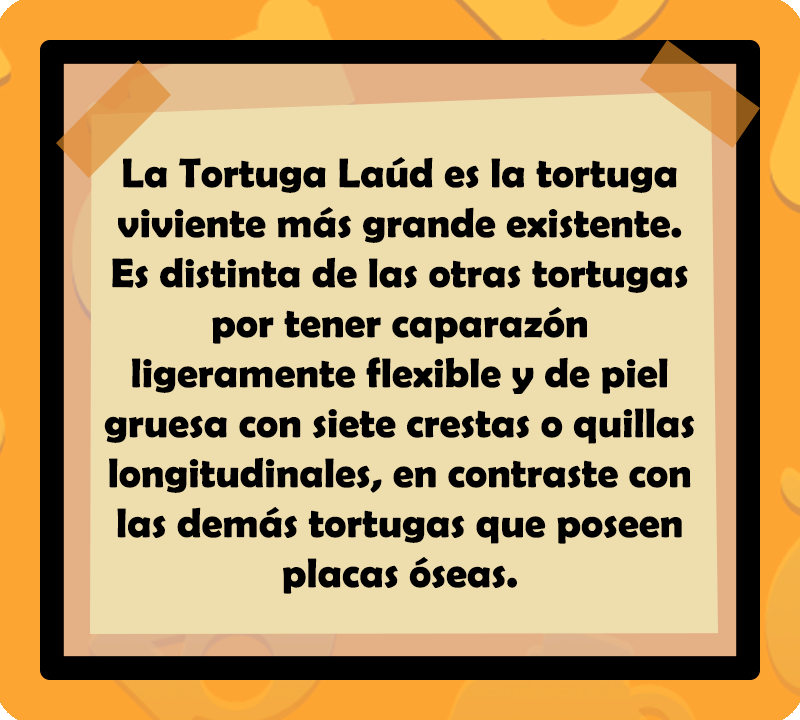 La Tortuga Laúd es la tortuga
viviente más grande existente.
Es distinta de las otras tortugas
por tener caparazón
ligeramente flexible y de piel
gruesa con siete crestas o quillas
longitudinales, en contraste con
las demás tortugas que poseen
placas óseas.